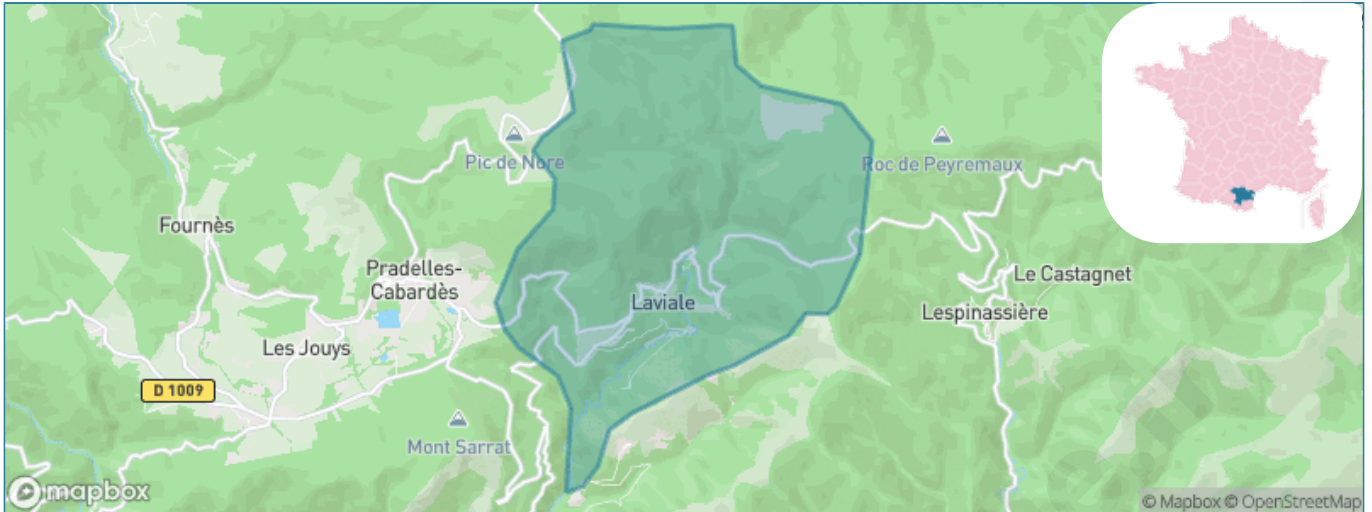 Pic de Nore
Roc de Peyremaux
Fournès
Pradelles-
Cabardès
Laviale
Le Castagnet
Lespinassière
Les Jouys
D 1009
Mont Sarrat
mapbox
© Mapbox © OpenStreetMap